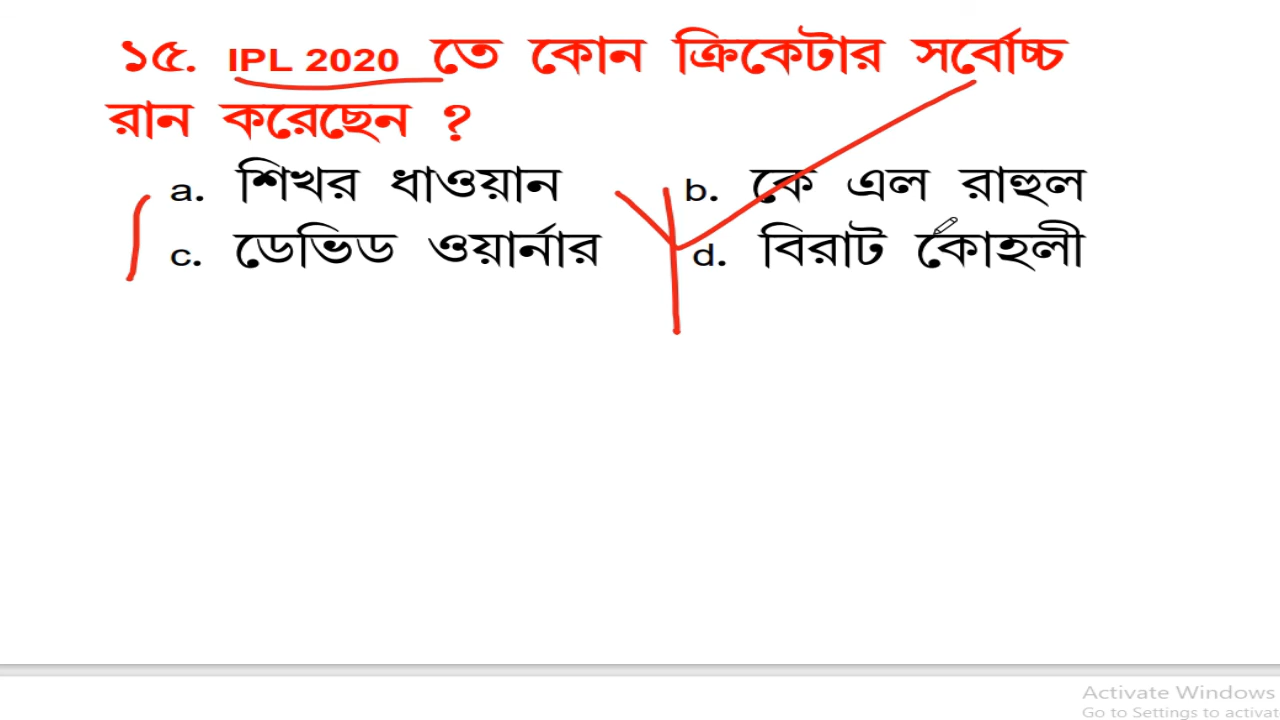 ১৫. IPL 2020 তে কোন ক্রিকেটার সর্বোচ্চ
রান করেছেন ?
a. শিখর ধাওয়ান b. কে এল রাহুল
c. ডেভিড ওয়ার্নার d. বিরাট কোহলী
Activate Windows
Go to Settings to activat